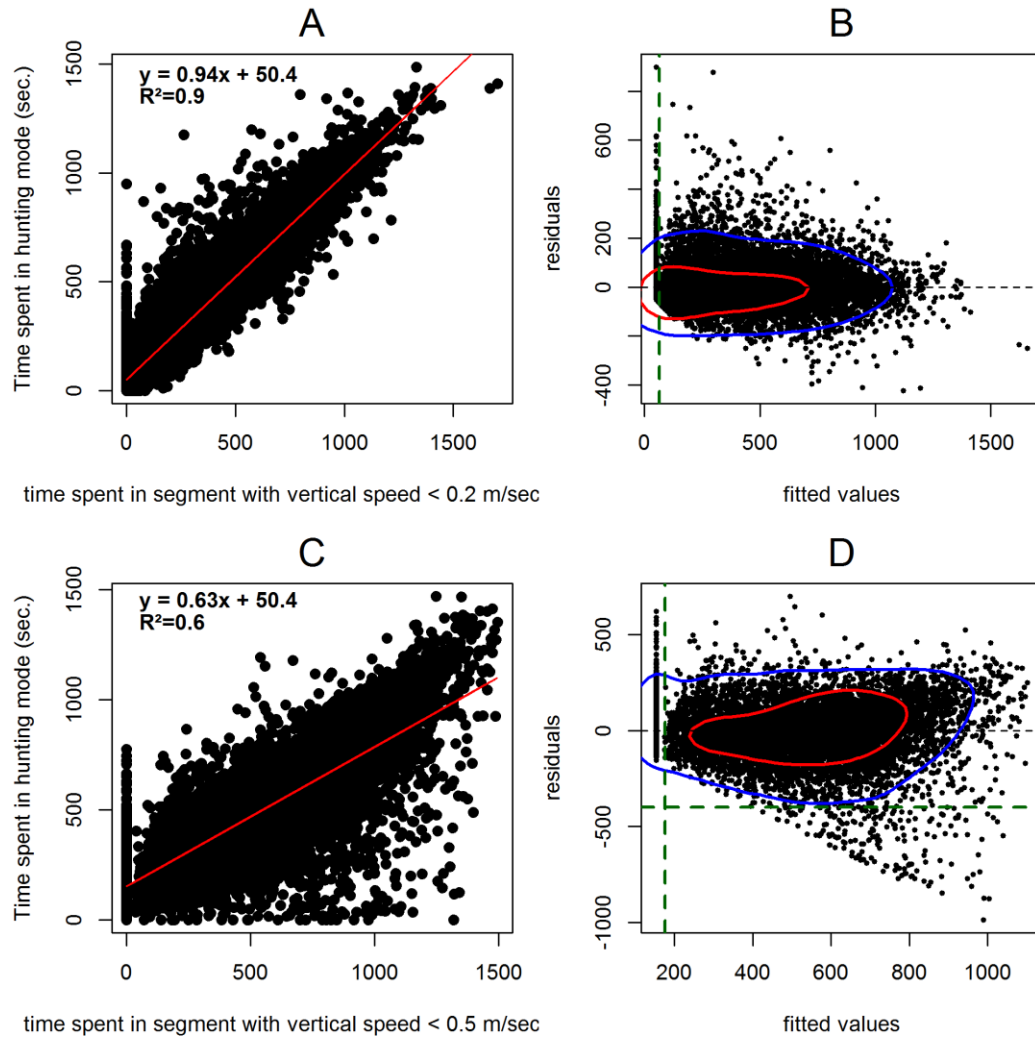 A
B
y = 0.94x + 50.4
R²=0.9
Time spent in hunting mode (sec.)
1500
1000
500
0
0
500
1000
1500
time spent in segment with vertical speed < 0.2 m/sec
residuals
600
200
0
-400
0
500
1000
1500
fitted values
C
D
y = 0.63x + 50.4
R²=0.6
Time spent in hunting mode (sec.)
1500
1000
500
0
0
500
1000
1500
time spent in segment with vertical speed < 0.5 m/sec
residuals
500
0
-500
-1000
200
400
600
800
1000
fitted values